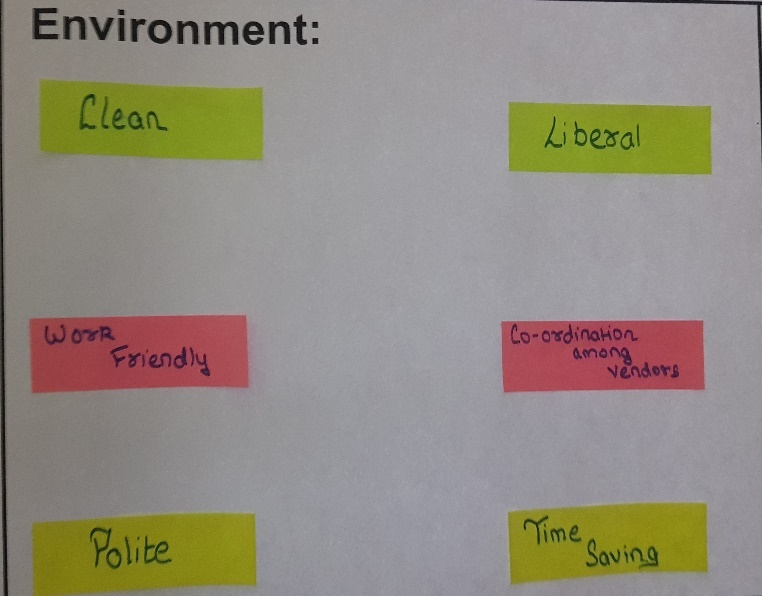 Environment:
Clean
Liberal
Work
Friendly
Co-ordination
among
vendors
Polite
Time
Saving